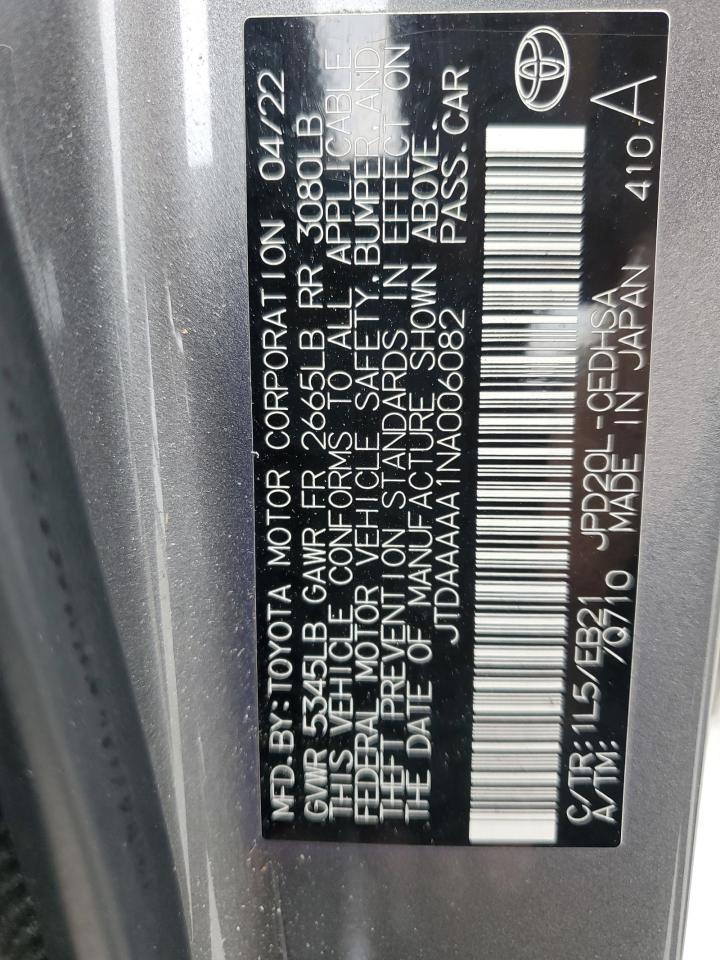 MFD.BY:TOYOTA MOTOR CORPORATION 04/22
GVWR 5345LB GAWR FR 2665LB RR 3080LB
THIS VEHICLE CONFORMS TO ALL APPLICABLE
FEDERAL MOTOR VEHICLE SAFETY, BUMPER, AND
THEFT PREVENTION STANDARDS IN EFFECT ON
THE DATE OF MANUFACTURE SHOWN ABOVE.
JTDAAAAA1NA006082 PASS.CAR
C/TR:1L5/EB21 JPD20L-CEDHSA
A/TM: /Q710 MADE IN JAPAN 410 A